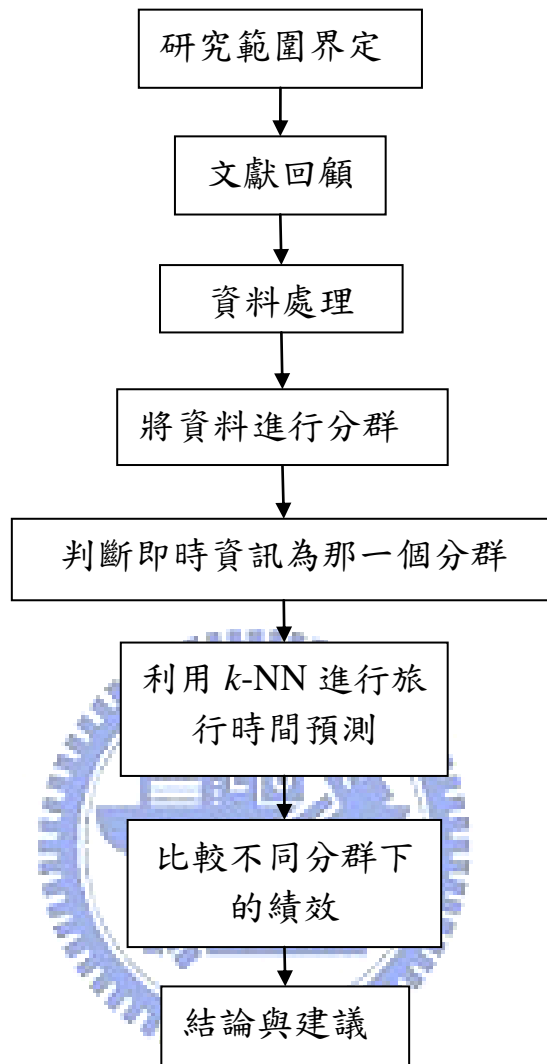 研究範圍界定
文獻回顧
資料處理
將資料進行分群
判斷即時資訊為那一個分群
利用 k-NN 進行旅
行時間預測
比較不同分群下
的績效
結論與建議